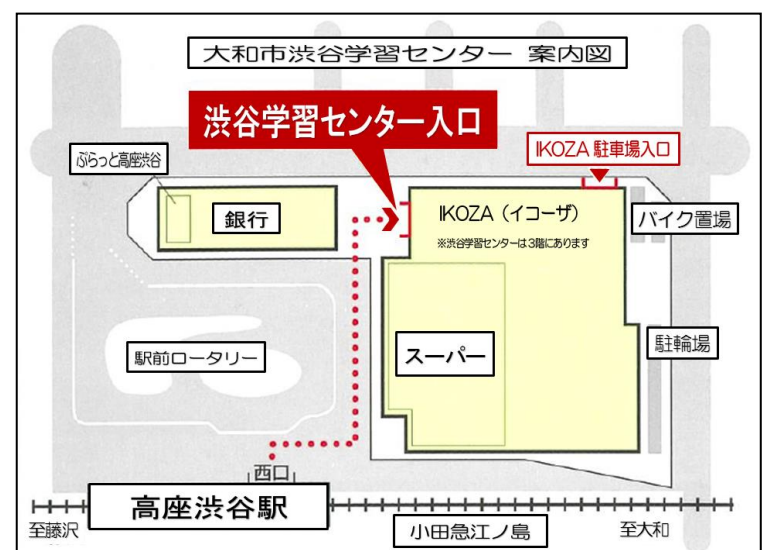 大和市渋谷学習センター 案内図
渋谷学習センター入口
IKOZA 駐車場入口
ぷらっと高座渋谷
銀行
IKOZA（イコーザ）
※渋谷学習センターは3階にあります
バイク置場
駅前ロータリー
スーパー
駐輪場
西口
高座渋谷駅
至藤沢
小田急江ノ島
至大和